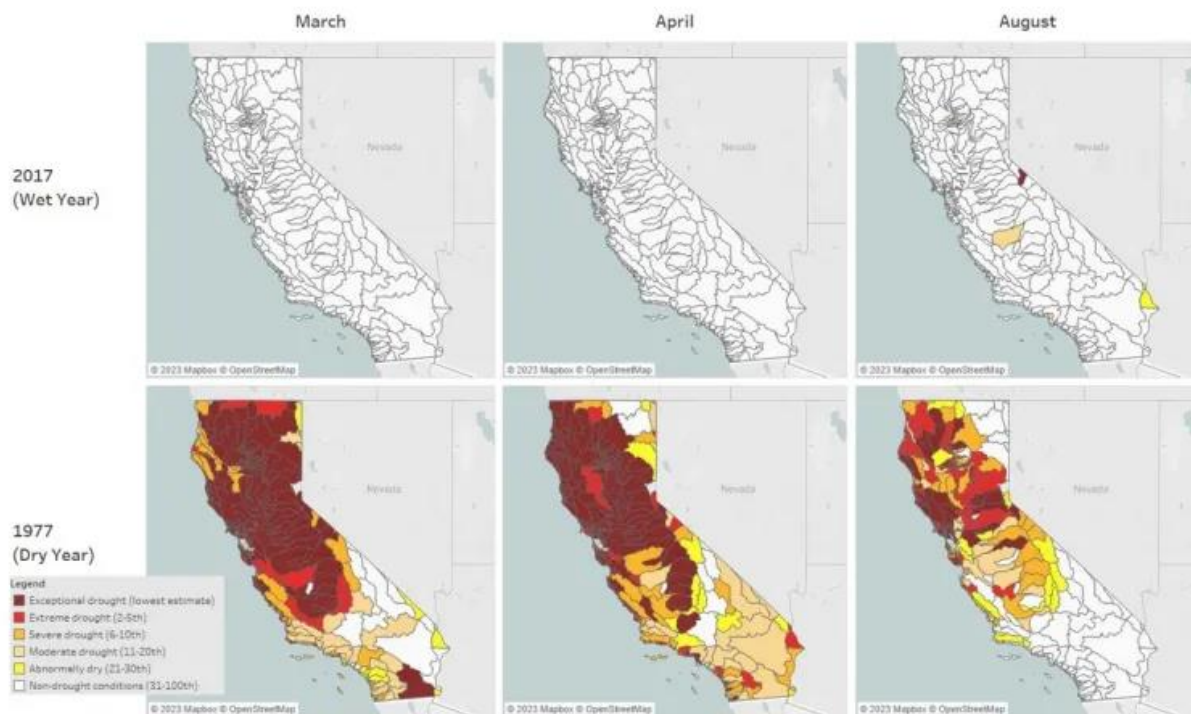 March April August
2017
(Wet Year)
Nevada Nevada Nevada
© 2023 Mapbox © OpenStreetMap © 2023 Mapbox © OpenStreetMap © 2023 Mapbox © OpenStreetMap
1977
(Dry Year)
Nevada Nevada Nevada
Legend
Exceptional drought (lowest estimate)
Extreme drought (2-5th)
Severe drought (6-10th)
Moderate drought (11-20th)
Abnormally dry (21-30th)
Non-drought conditions (31-100th)
© 2023 Mapbox © OpenStreetMap © 2023 Mapbox © OpenStreetMap © 2023 Mapbox © OpenStreetMap